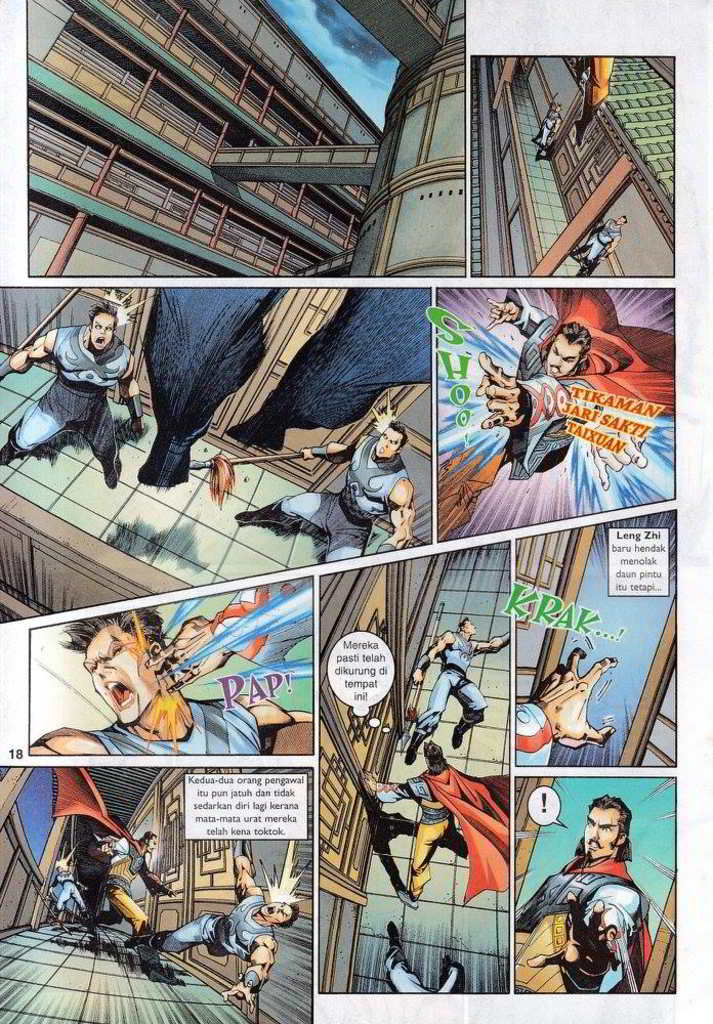 SHOO!
TIKAMAN
JARI SAKTI
TAIXUAN
PAP!
18
Kedua-dua orang pengawal
itu pun jatuh dan tidak
sedarkan diri lagi kerana
mata-mata urat mereka
telah kena toktok.
Mereka
pasti telah
dikurung di
tempat
ini!
Leng Zhi
baru hendak
menolak
daun pintu
itu tetapi...
KRAK...!
!